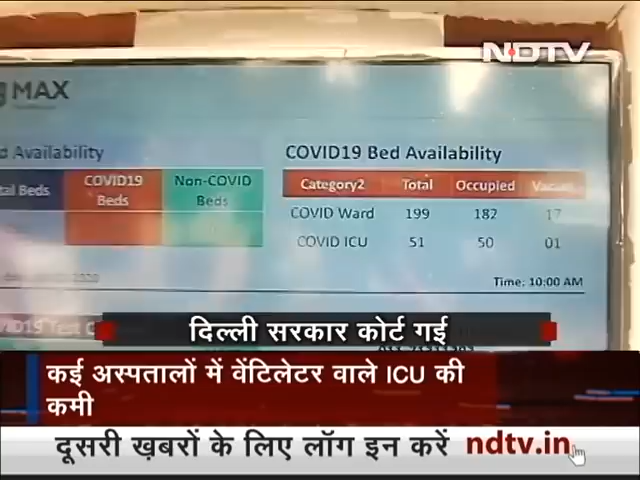 NDTV
MAX
d Availability
COVID19 Bed Availability
tal Beds
COVID19 Beds
Non-COVID Beds
Category2 Total Occupied Vacant
COVID Ward 199 182 17
COVID ICU 51 50 01
Time: 10:00 AM
दिल्ली सरकार कोर्ट गई
कई अस्पतालों में वेंटिलेटर वाले ICU की
कमी
दूसरी ख़बरों के लिए लॉग इन करें ndtv.in